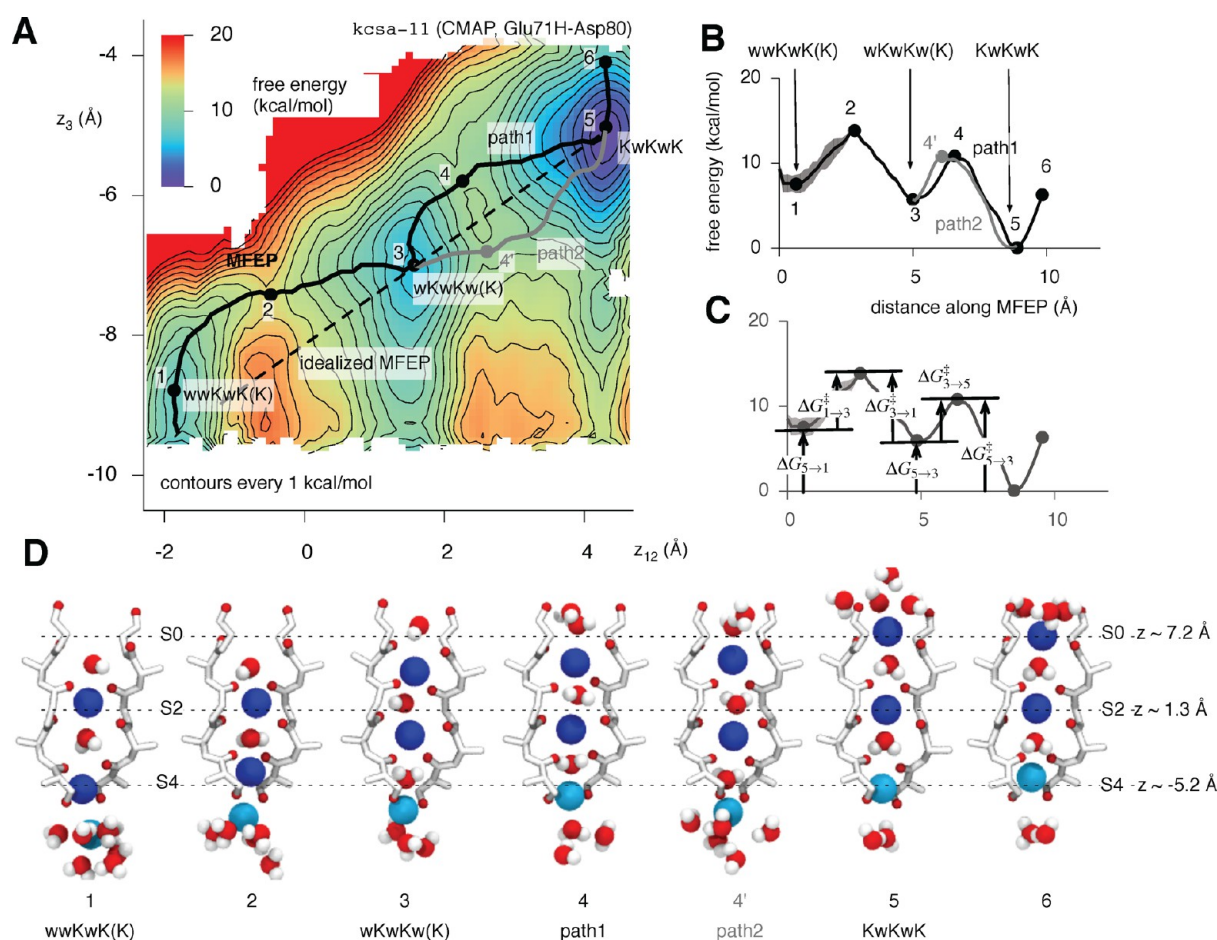 A
kcsa-11 (CMAP, Glu71H-Asp80)
20
10
0
free energy
(kcal/mol)
-4
-6
-8
-10
z3 (Å)
6
5
path1
KwKwK
4
3
MFEP
2
wKwKw(K)
4'
path2
1
wwKwK(K)
idealized MFEP
contours every 1 kcal/mol
-2
0
2
4
z12 (Å)
B
wwKwK(K)
wKwKw(K)
KwKwK
free energy (kcal/mol)
20
10
0
1
2
3
4'
4
path1
path2
5
6
0
5
10
distance along MFEP (Å)
C
20
10
0
ΔG‡1→3
ΔG‡3→1
ΔG‡3→5
ΔG5→1
ΔG5→3
ΔG‡5→3
0
5
10
D
S0
S2
S4
S0 z ~ 7.2 Å
S2 z ~ 1.3 Å
S4 z ~ -5.2 Å
1
2
3
4
4'
5
6
wwKwK(K)
wKwKw(K)
path1
path2
KwKwK